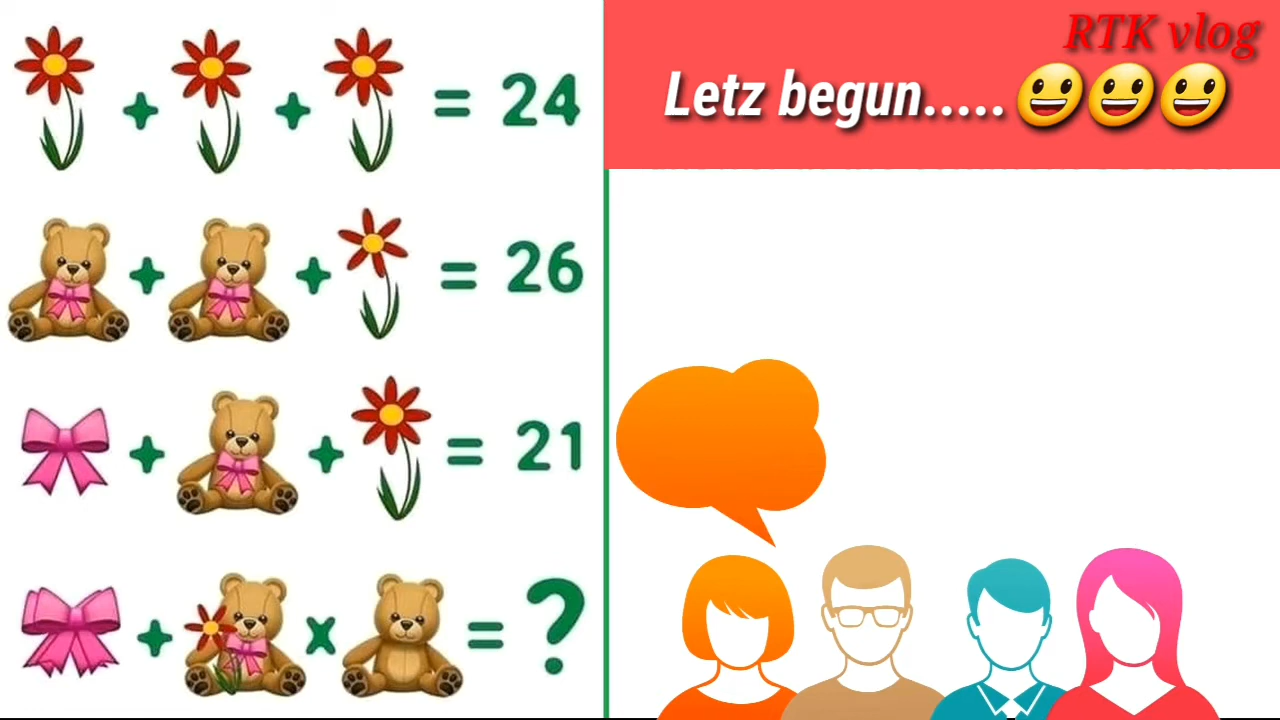 + + = 24
+ + = 26
+ + = 21
+ x = ?
RTK vlog
Letz begun.....😃😃😃